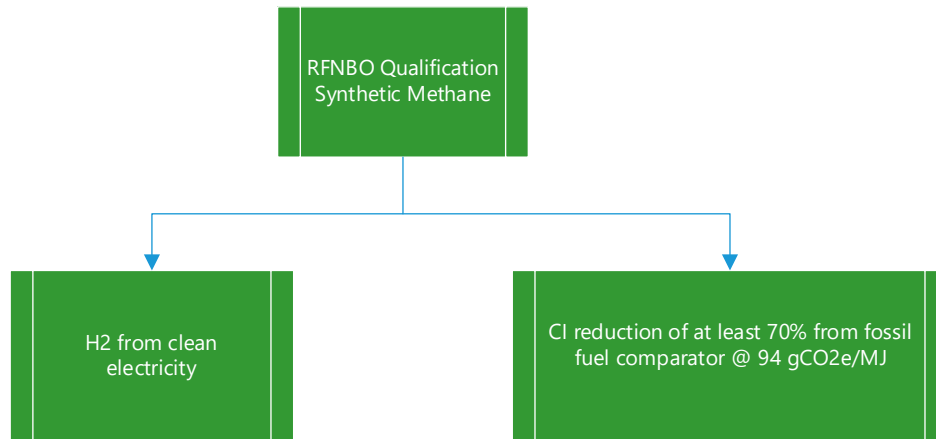 RFNBO Qualification
Synthetic Methane
H2 from clean
electricity
CI reduction of at least 70% from fossil
fuel comparator @ 94 gCO2e/MJ